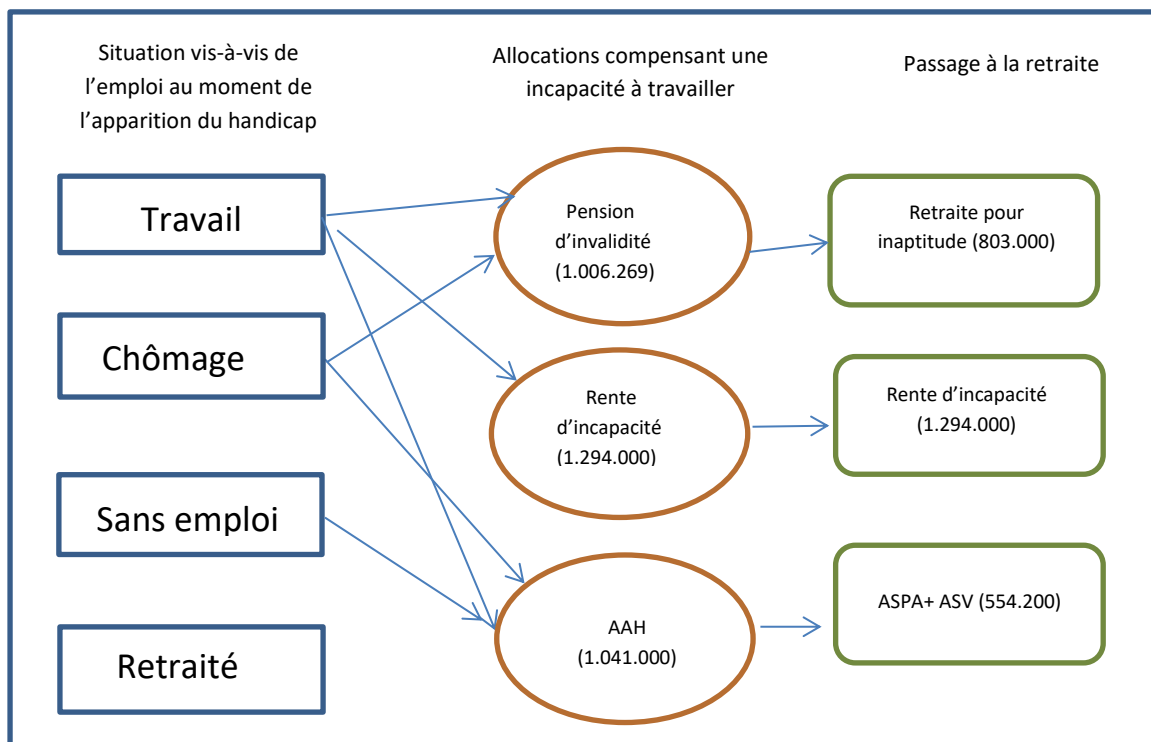 Situation vis-à-vis de
l'emploi au moment de
l'apparition du handicap
Allocations compensant une
incapacité à travailler
Passage à la retraite
Travail
Pension
d'invalidité
(1.006.269)
Retraite pour
inaptitude (803.000)
Chômage
Rente
d'incapacité
(1.294.000)
Rente d'incapacité
(1.294.000)
Sans emploi
AAH
(1.041.000)
ASPA+ ASV (554.200)
Retraité